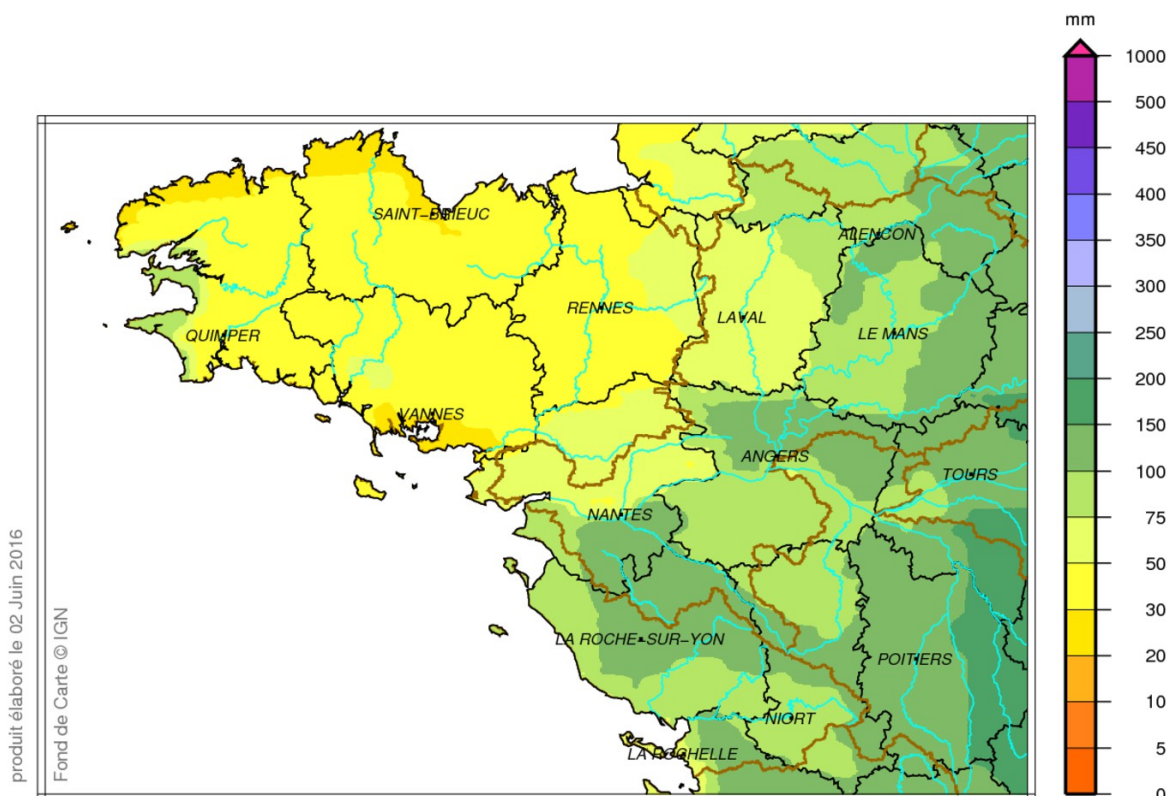 mm
1000
500
450
400
350
300
250
200
150
100
75
50
30
20
10
5
0
SAINT-BRIEUC
ALENCON
RENNES
LAVAL
QUIMPER
LE MANS
VANNES
ANGERS
TOURS
NANTES
LA ROCHE-SUR-YON
POITIERS
NIORT
LA ROCHELLE
produit élaboré le 02 Juin 2016
Fond de Carte © IGN